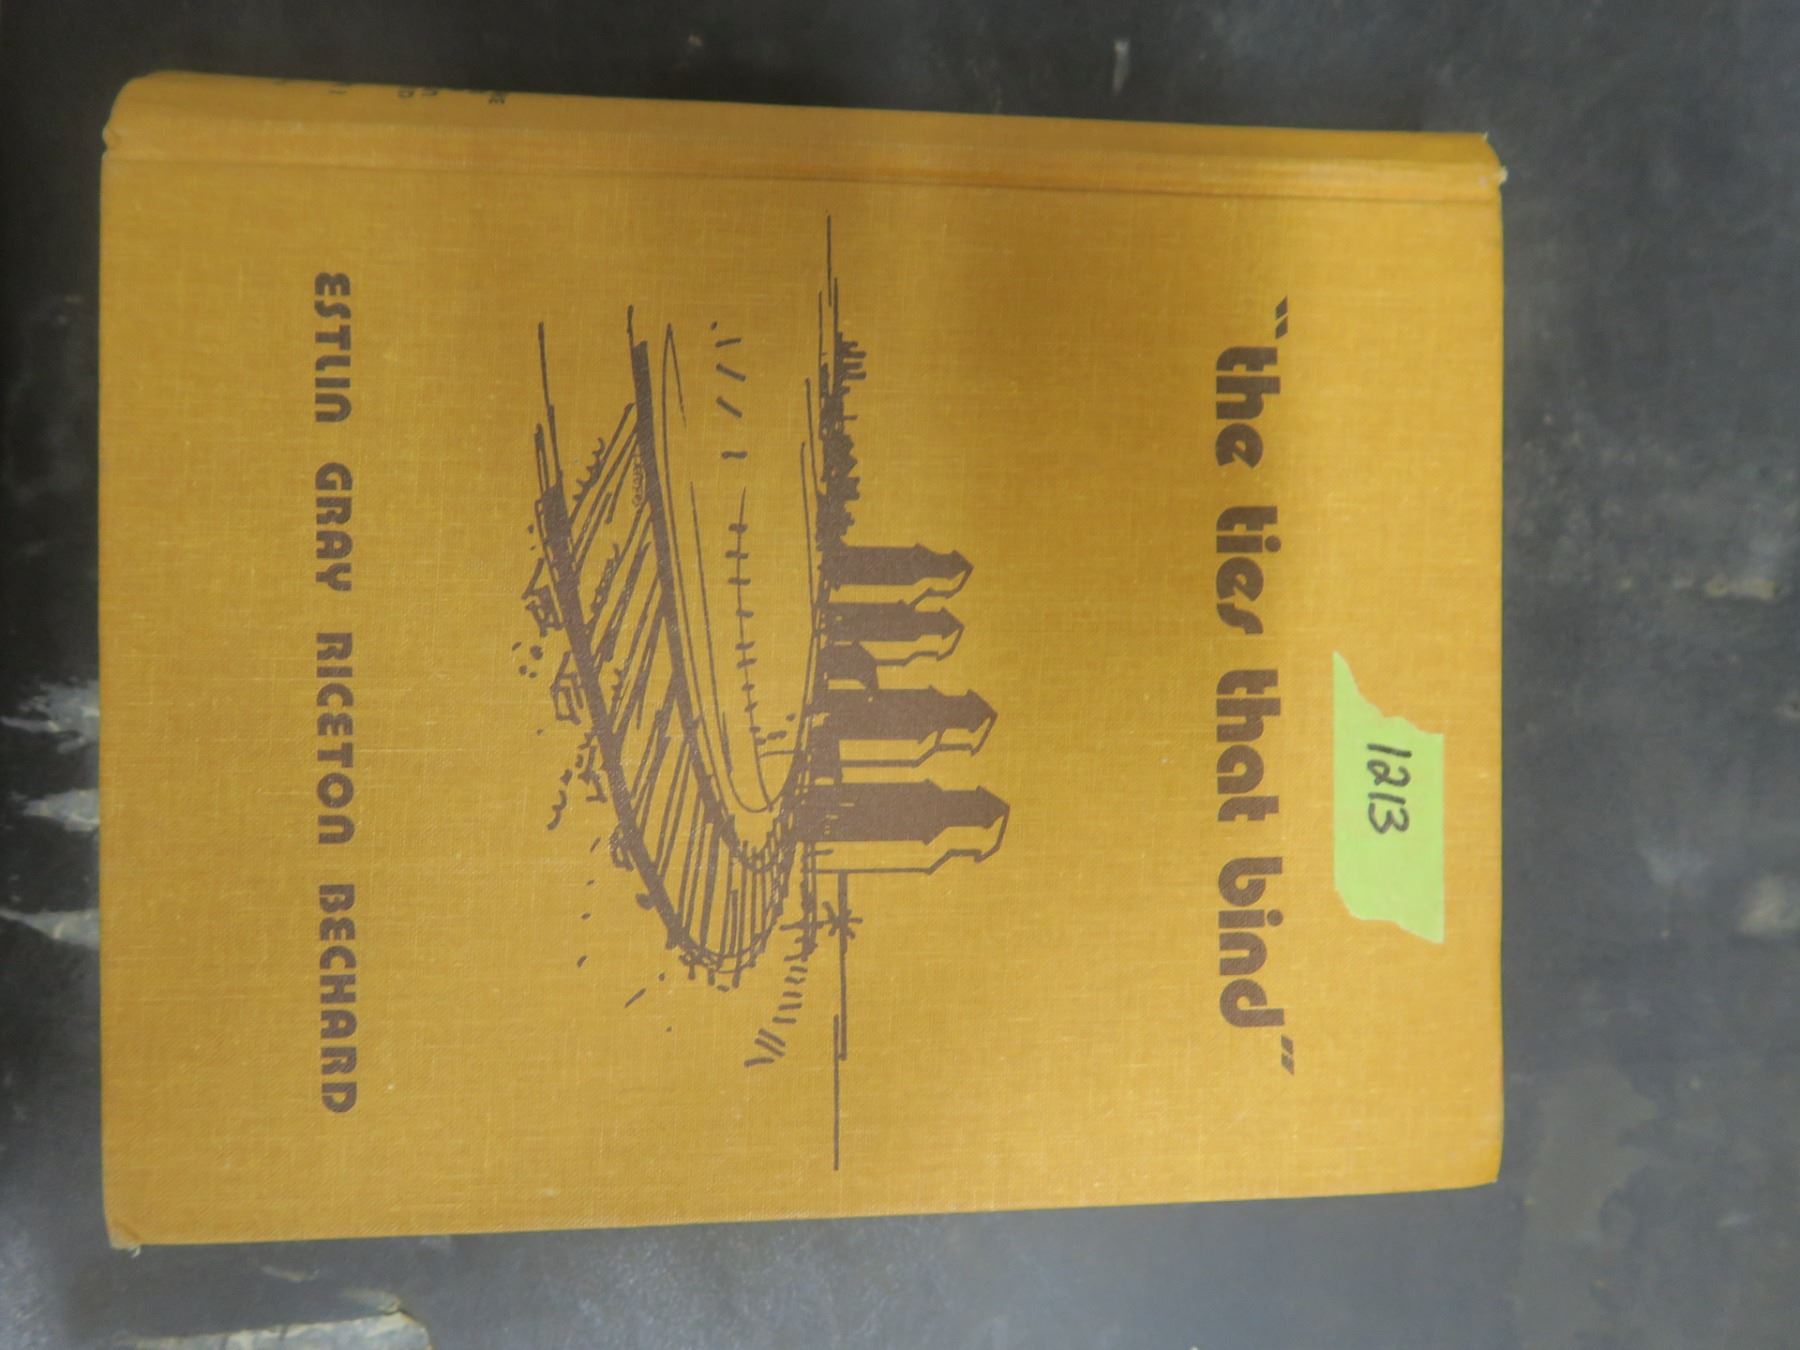 1213
"the ties that bind"
ESTLIN GRAY RICETON BECHARD